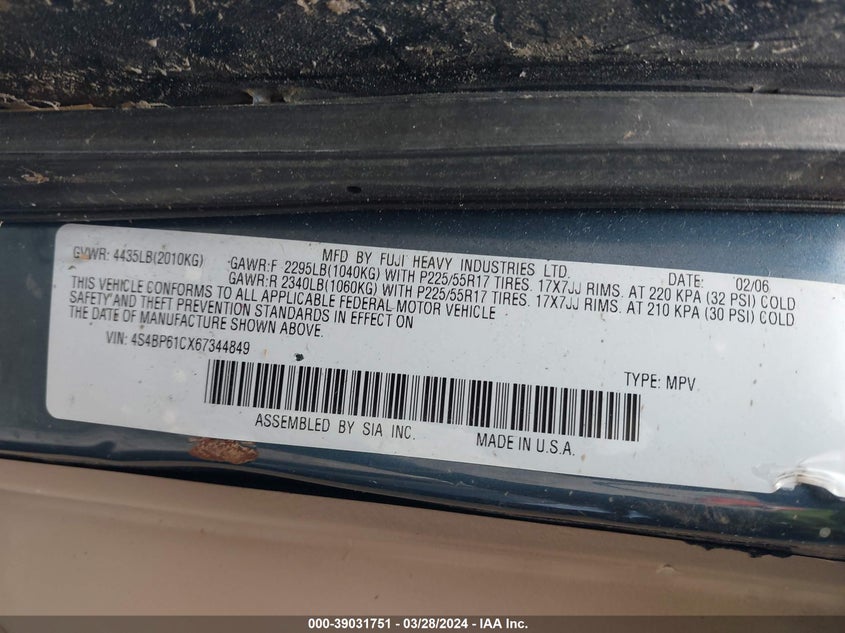 MFD BY FUJI HEAVY INDUSTRIES LTD. DATE: 02/06
GVWR: 4435LB(2010KG) GAWR:F 2295LB(1040KG) WITH P225/55R17 TIRES. 17X7JJ RIMS. AT 220 KPA (32 PSI) COLD
GAWR:R 2340LB(1060KG) WITH P225/55R17 TIRES. 17X7JJ RIMS. AT 210 KPA (30 PSI) COLD
THIS VEHICLE CONFORMS TO ALL APPLICABLE FEDERAL MOTOR VEHICLE
SAFETY AND THEFT PREVENTION STANDARDS IN EFFECT ON
THE DATE OF MANUFACTURE SHOWN ABOVE.
VIN: 4S4BP61CX67344849 TYPE: MPV
ASSEMBLED BY SIA INC. MADE IN U.S.A.
000-39031751 — 03/28/2024 — IAA Inc.